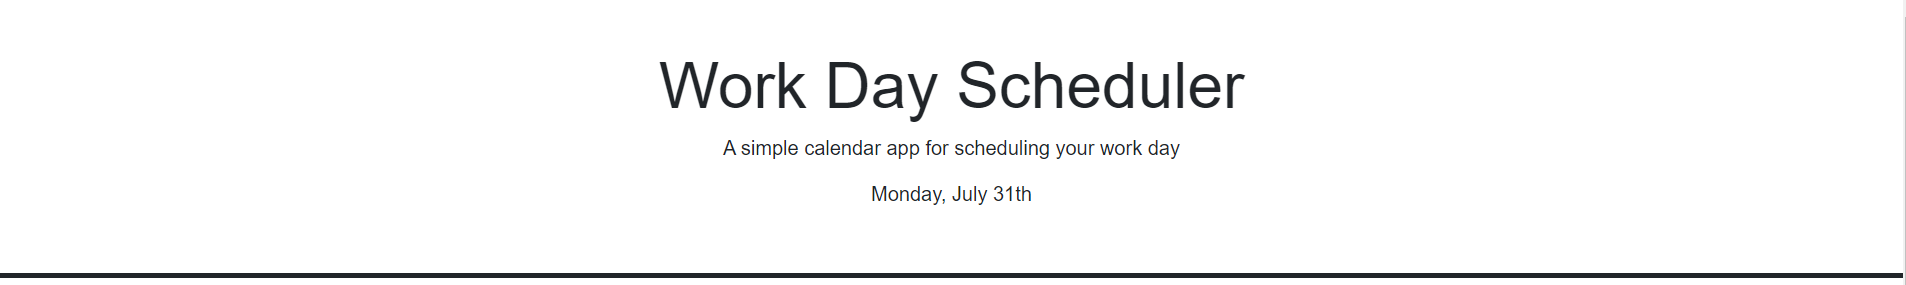 Work Day Scheduler
A simple calendar app for scheduling your work day
Monday, July 31th